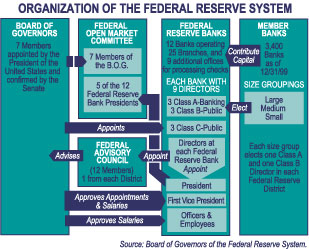 ORGANIZATION OF THE FEDERAL RESERVE SYSTEM
BOARD OF
GOVERNORS
7 Members
appointed by the
President of the
United States and
confirmed by the
Senate
FEDERAL
OPEN MARKET
COMMITTEE
7 Members of
the B.O.G.
5 of the 12
Federal Reserve
Bank Presidents
FEDERAL
RESERVE BANKS
12 Banks operating
25 Branches, and
9 additional offices
for processing checks
EACH BANK WITH
9 DIRECTORS
3 Class A-Banking
3 Class B-Public
3 Class C-Public
Directors at
each Federal
Reserve Bank
Appoint
President
First Vice President
Officers &
Employees
MEMBER
BANKS
3,400
Banks
as of
12/31/99
SIZE GROUPINGS
Large
Medium
Small
Each size group
elects one Class A
and one Class B
Director in each
Federal Reserve
District
Contribute
Capital
Elect
Appoints
FEDERAL
ADVISORY
COUNCIL
(12 Members)
1 from each District
Advises
Appoint
Approves Appointments
& Salaries
Approves Salaries
Source: Board of Governors of the Federal Reserve System.